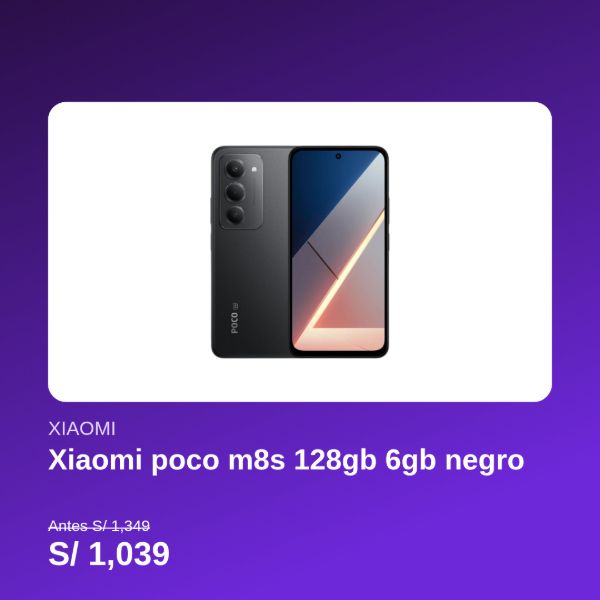 POCO
XIAOMI
Xiaomi poco m8s 128gb 6gb negro
Antes S/ 1,349
S/ 1,039